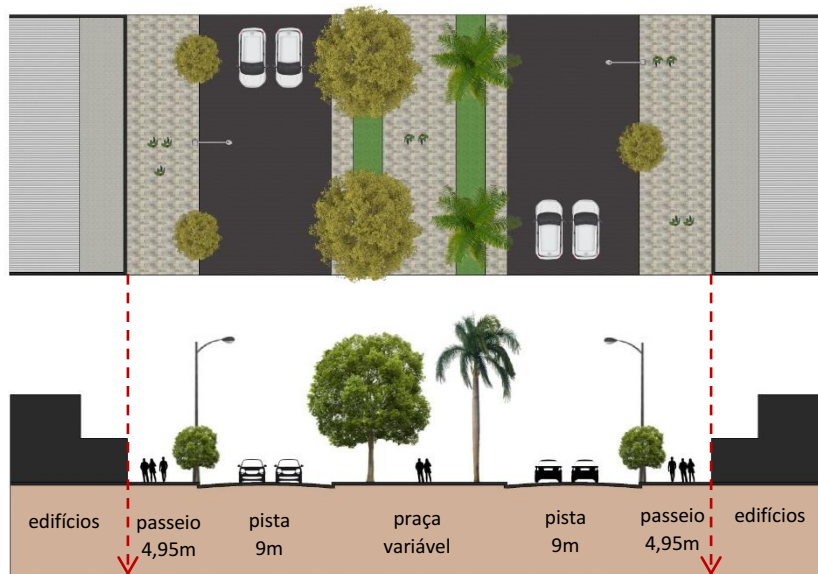 edifícios
passeio
4,95m
pista
9m
praça
variável
pista
9m
passeio
4,95m
edifícios